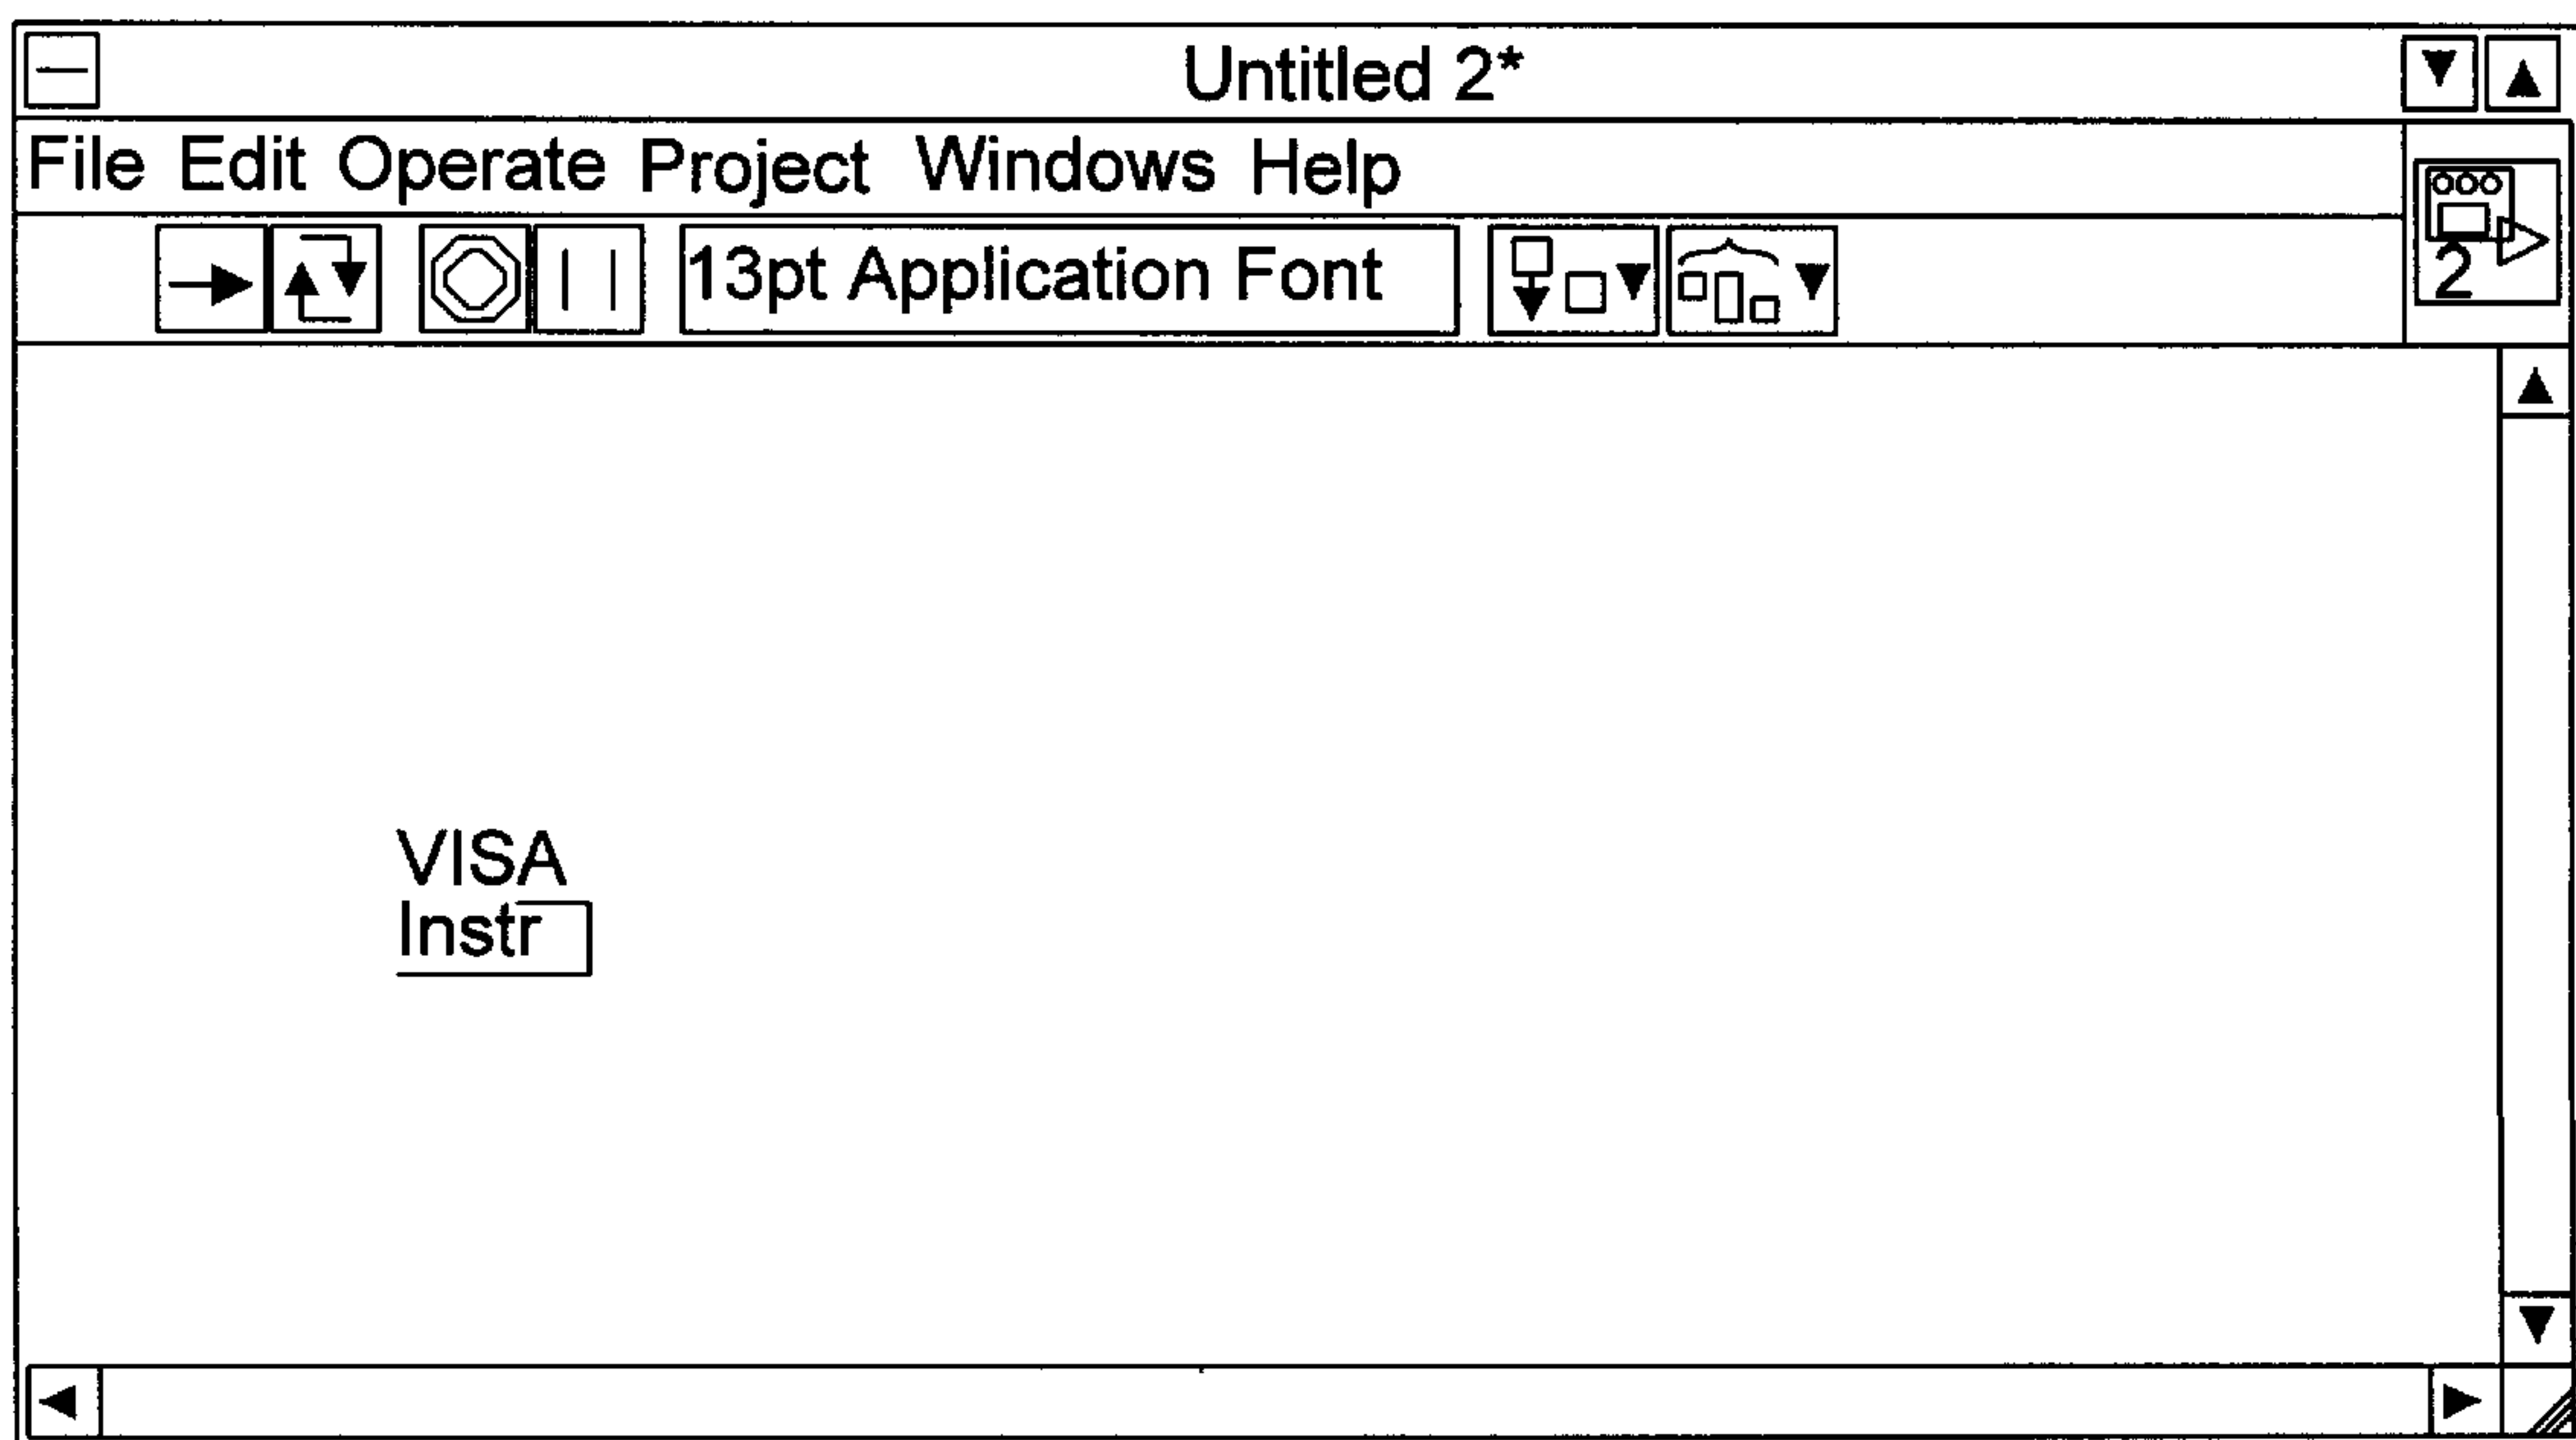 Untitled 2*
File Edit Operate Project Windows Help
2
13pt Application Font
VISA
Instr